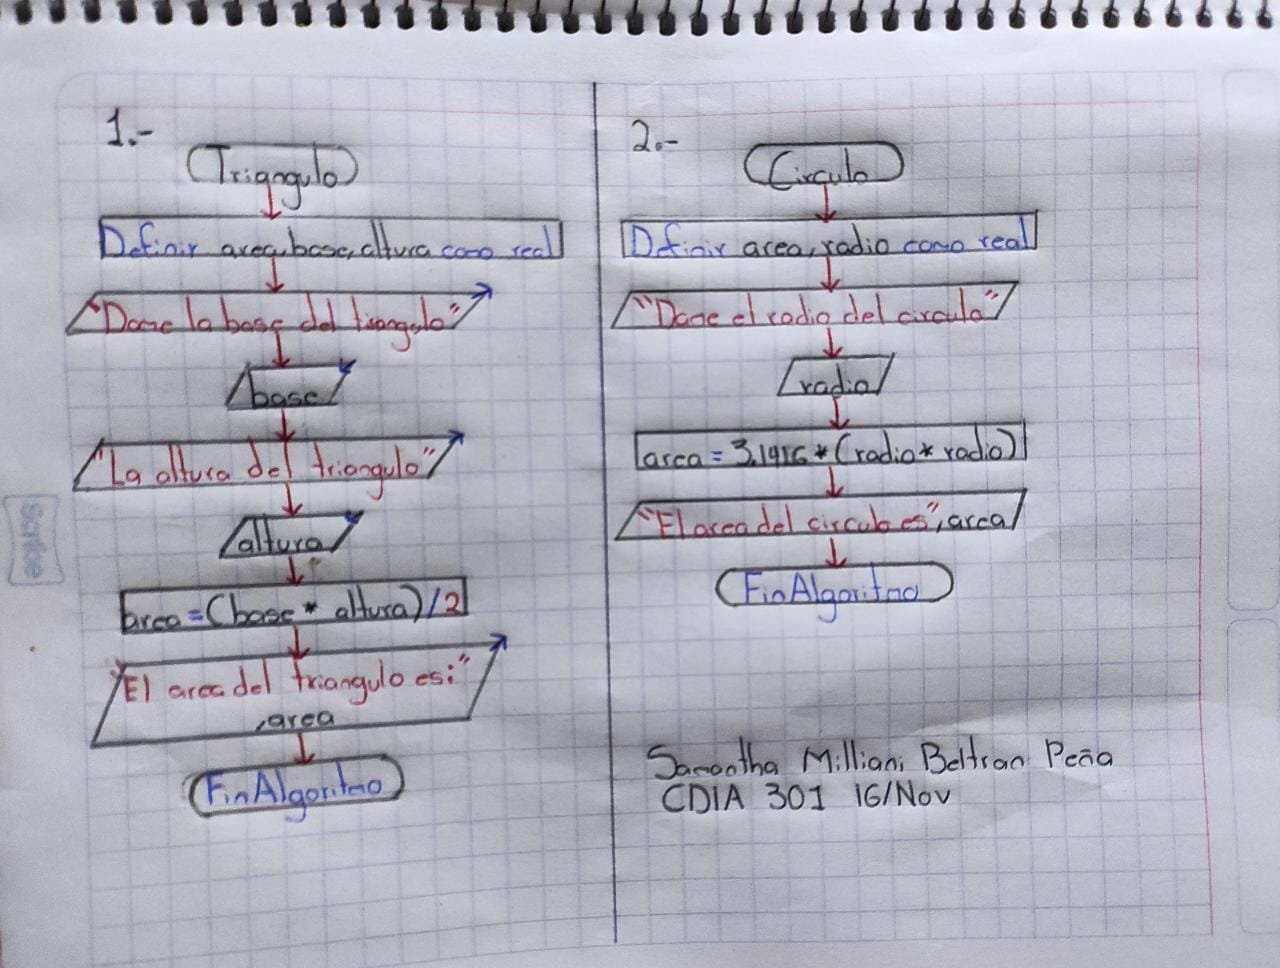 1.-
Triangulo
Definir area,base,altura como real
"Dame la base del triangulo"
base
"La altura del triangulo"
altura
area=(base* altura)/2
"El area del triangulo es:"
,area
FinAlgoritmo
2.-
Circulo
Definir area,radio como real
"Dame el radio del circulo"
radio
area = 3.1416*(radio* radio)
"El area del circulo es", area
FinAlgoritmo
Samantha Milliani Beltran Peña
CDIA 301 16/Nov
Scribe